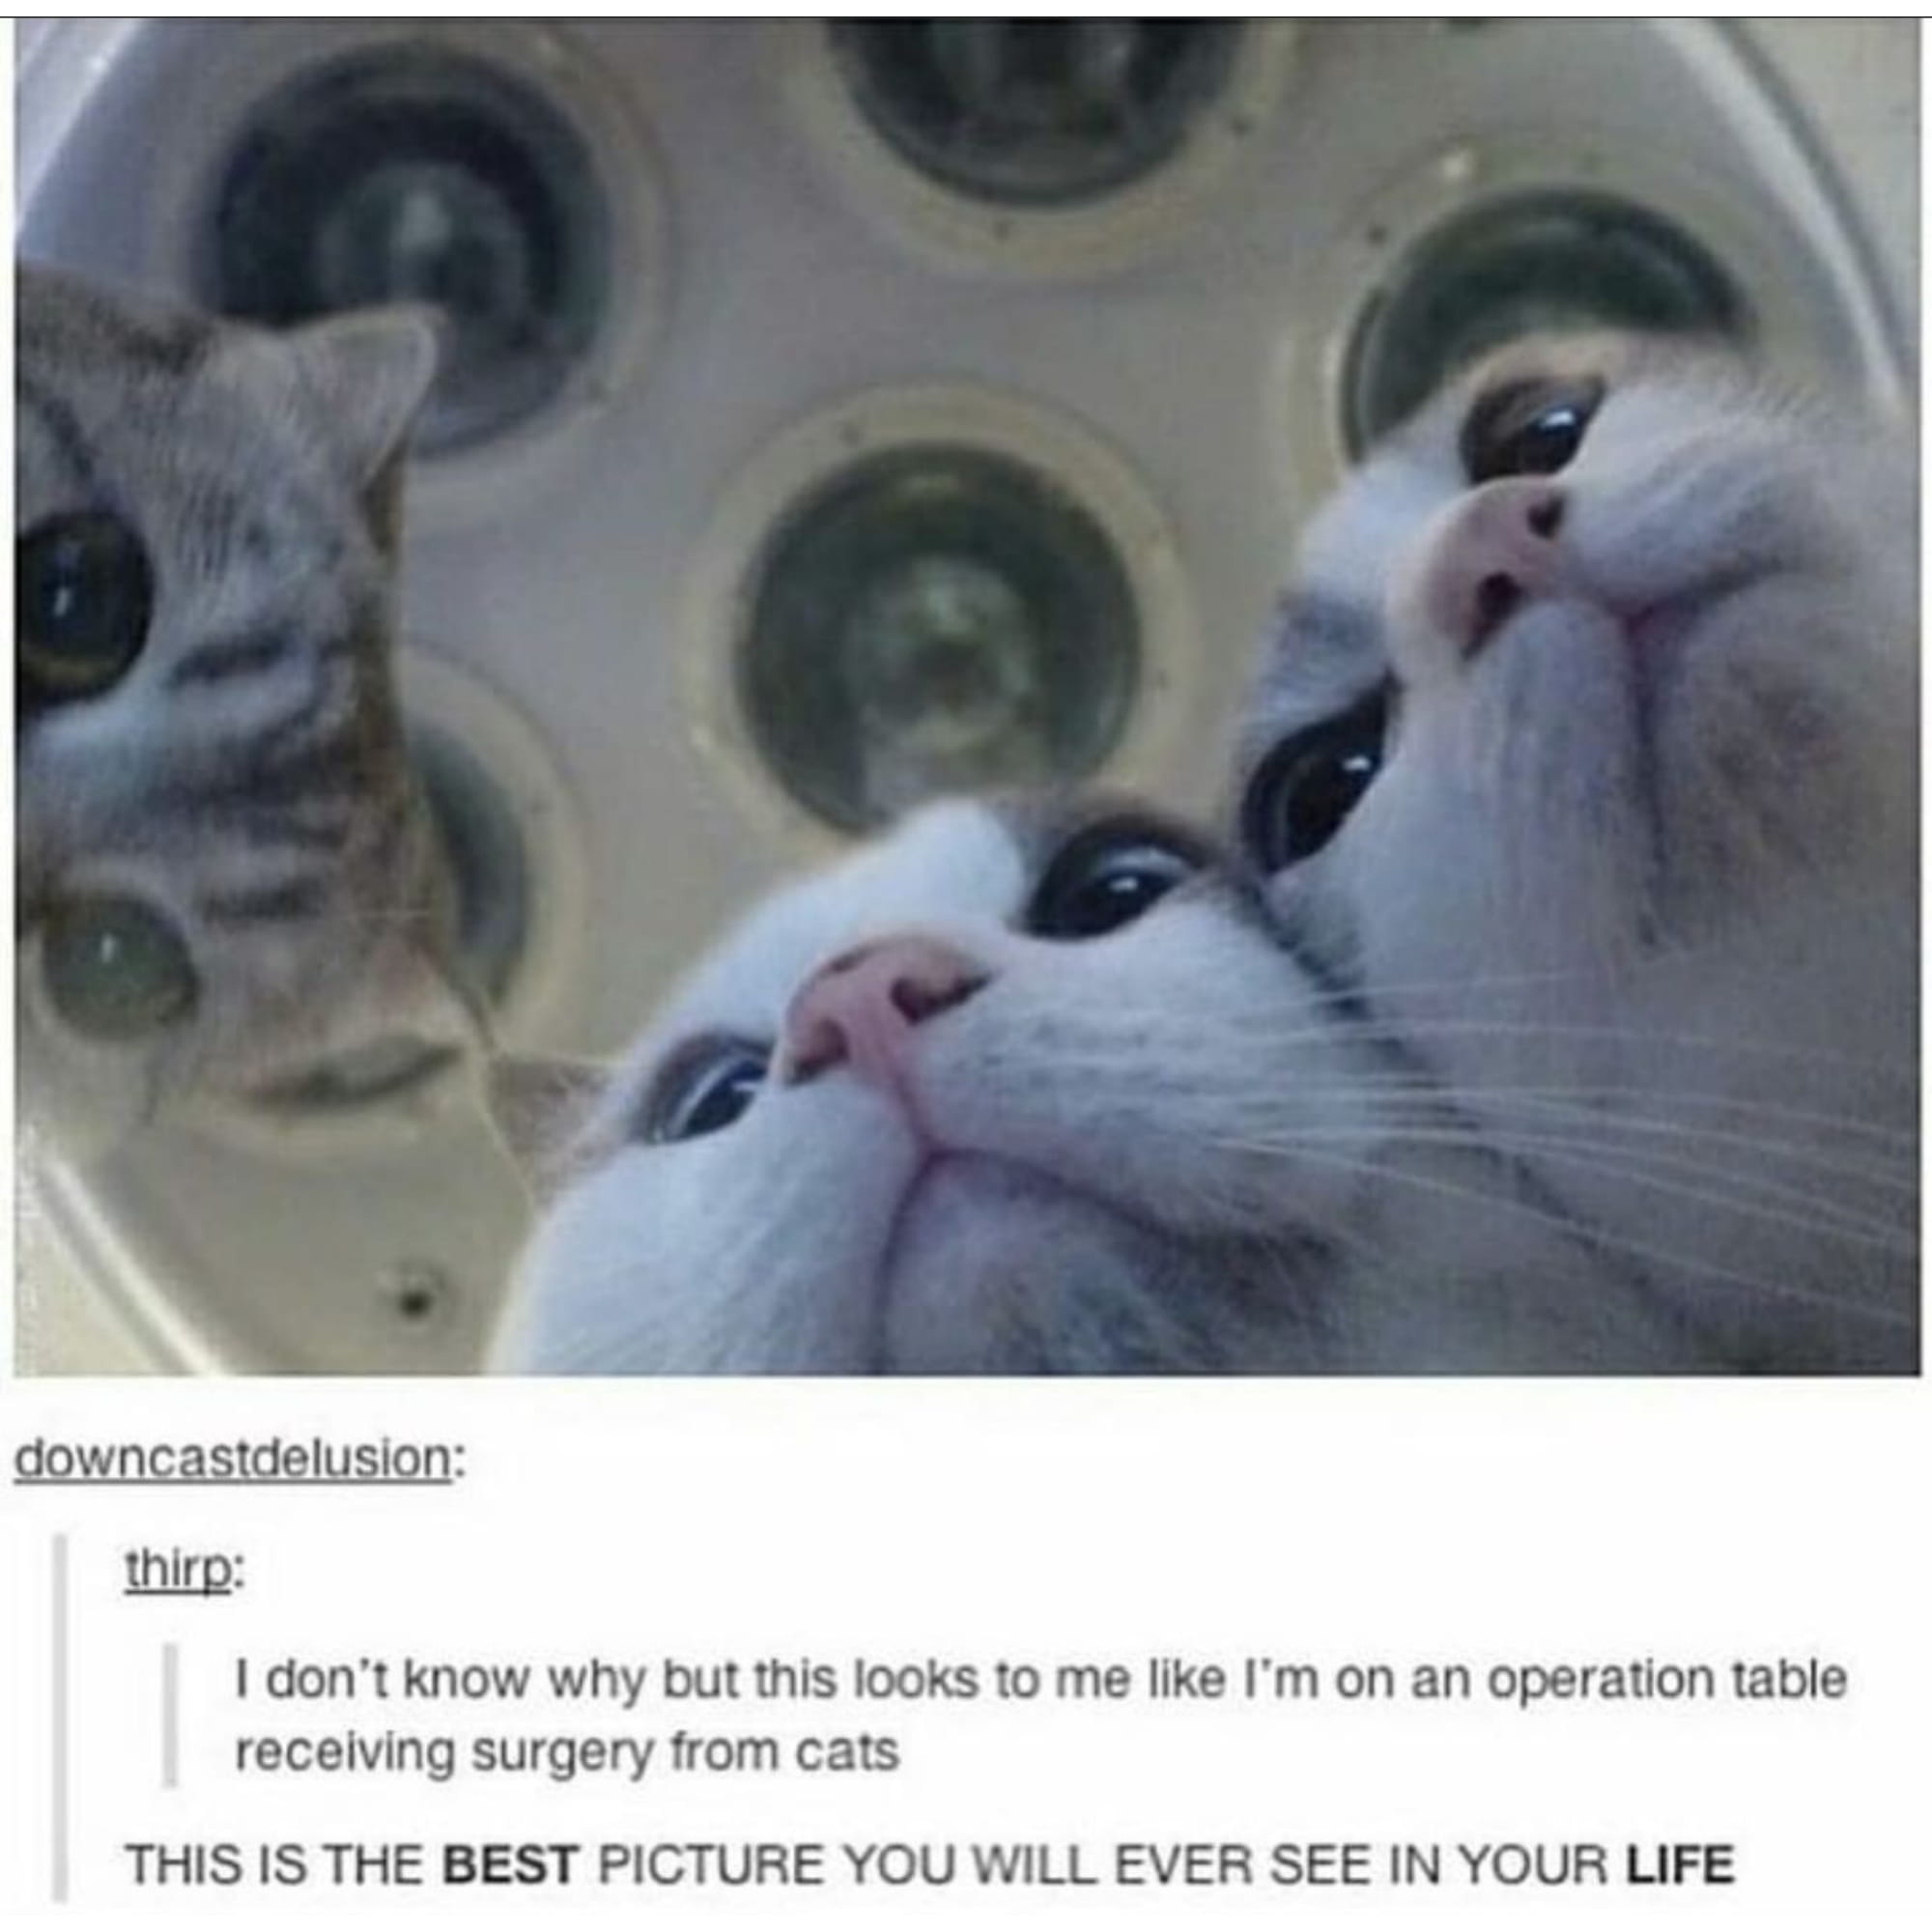 downcastdelusion:
thirp:
I don't know why but this looks to me like I'm on an operation table
receiving surgery from cats
THIS IS THE BEST PICTURE YOU WILL EVER SEE IN YOUR LIFE